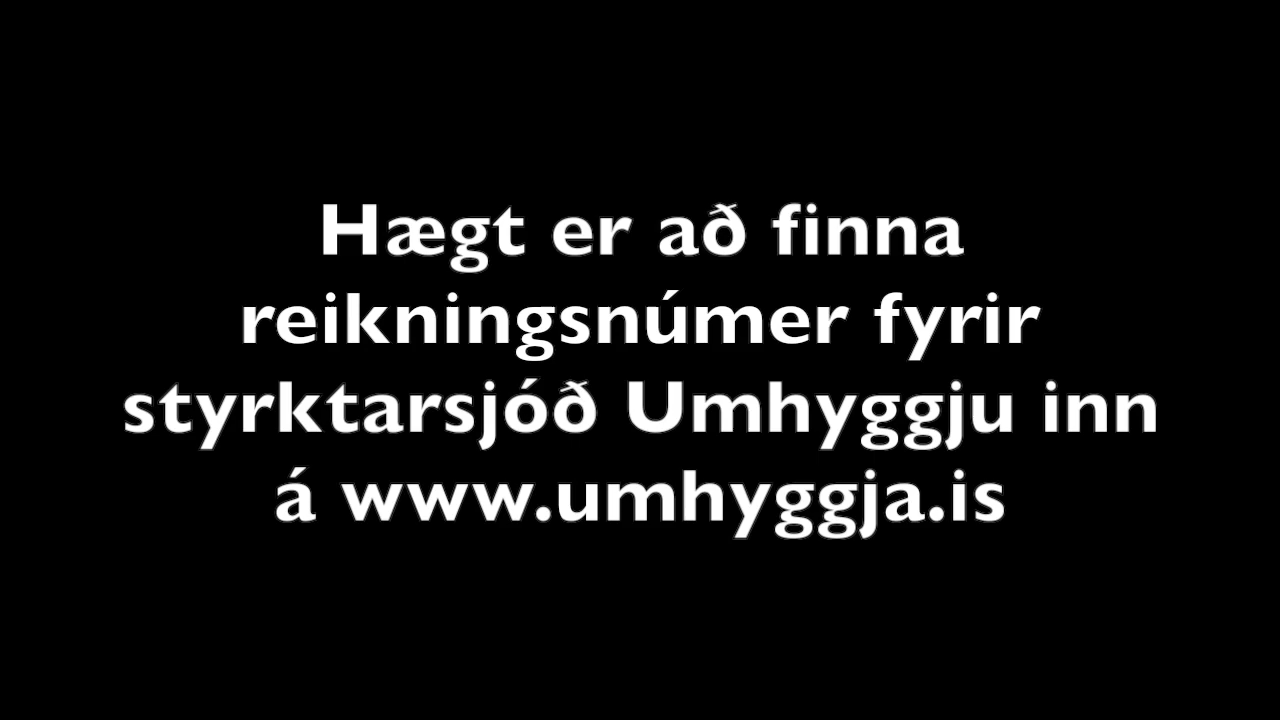 Hægt er að finna
reikningsnúmer fyrir
styrktarsjóð Umhyggju inn
á www.umhyggja.is